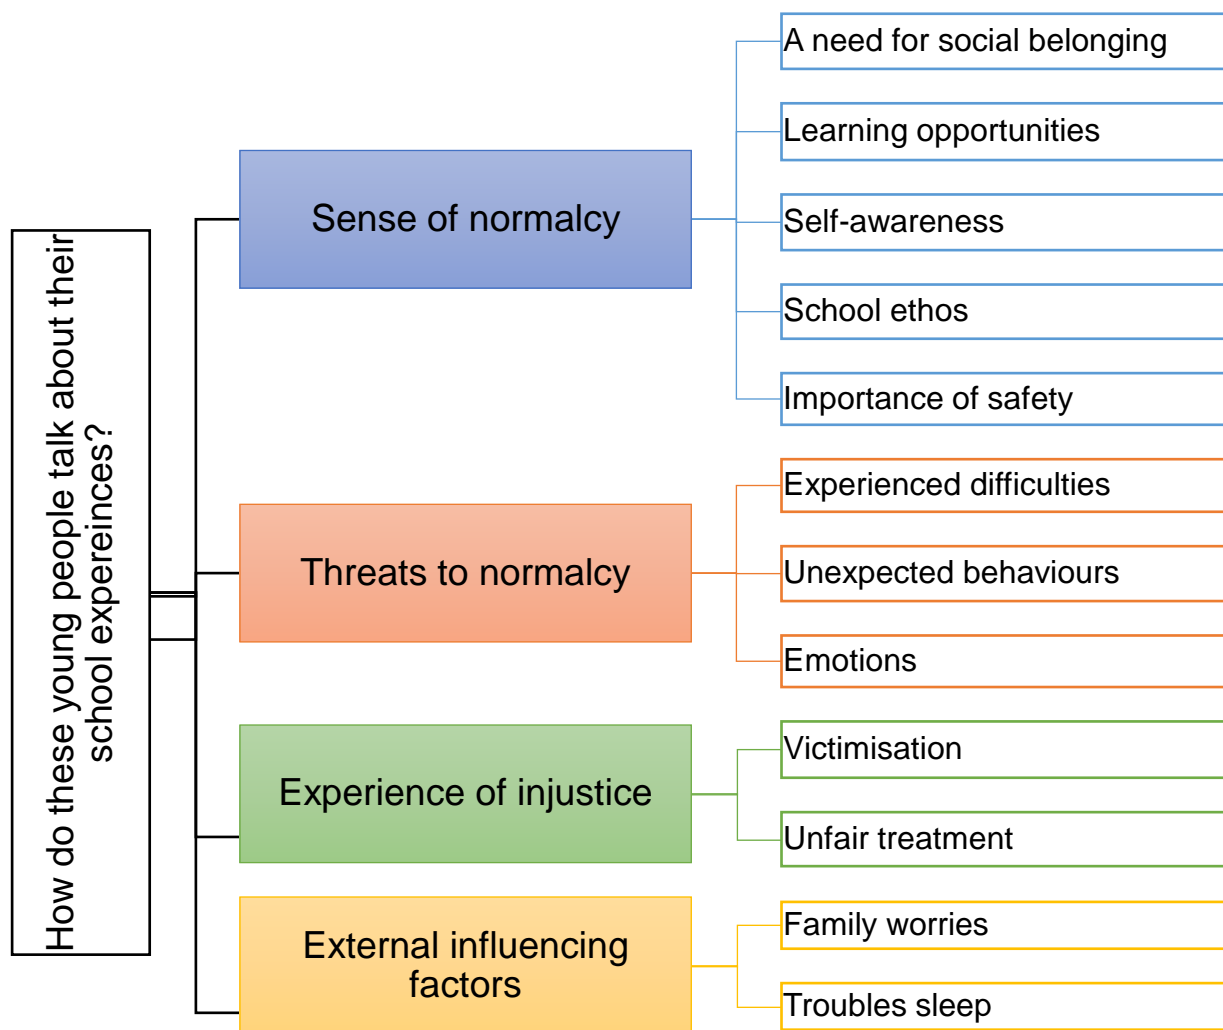 How do these young people talk about their
school expereinces?
Sense of normalcy
A need for social belonging
Learning opportunities
Self-awareness
School ethos
Importance of safety
Threats to normalcy
Experienced difficulties
Unexpected behaviours
Emotions
Experience of injustice
Victimisation
Unfair treatment
External influencing
factors
Family worries
Troubles sleep